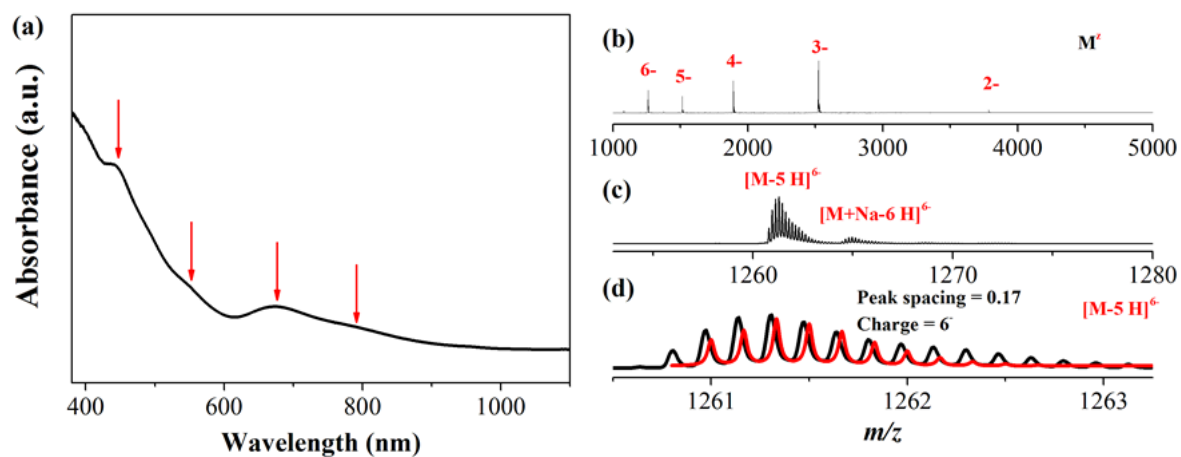 (a)
Absorbance (a.u.)
400 600 800 1000
Wavelength (nm)
(b)
M^z
6- 5- 4- 3- 2-
1000 2000 3000 4000 5000
(c)
[M-5 H]^6-
[M+Na-6 H]^6-
1260 1270 1280
(d)
Peak spacing = 0.17
Charge = 6^-
[M-5 H]^6-
1261 1262 1263
m/z